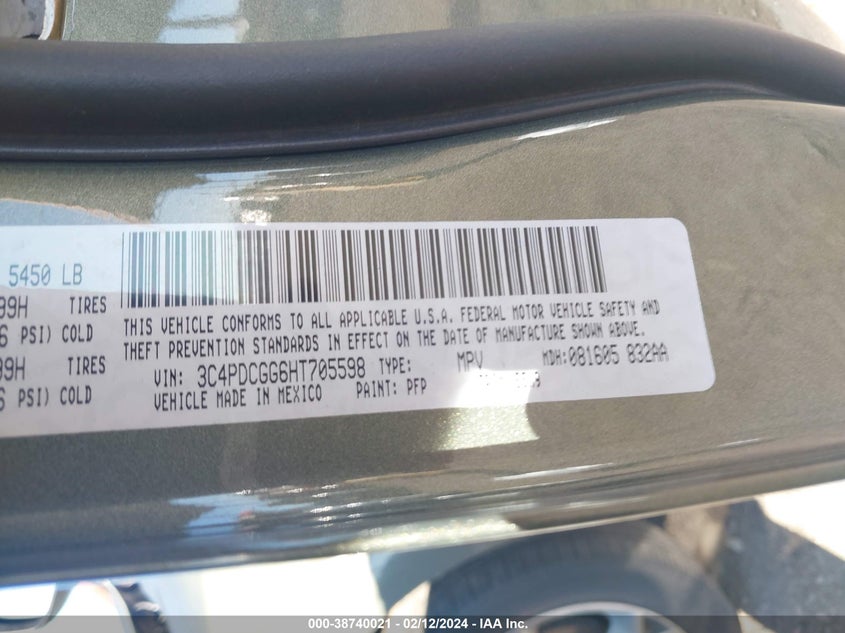 5450 LB
99H TIRES
PSI) COLD
99H TIRES
PSI) COLD
THIS VEHICLE CONFORMS TO ALL APPLICABLE U.S.A. FEDERAL MOTOR VEHICLE SAFETY AND
THEFT PREVENTION STANDARDS IN EFFECT ON THE DATE OF MANUFACTURE SHOWN ABOVE.
VIN: 3C4PDCGG6HT705598 TYPE: MPV MDH:081605 832AA
VEHICLE MADE IN MEXICO PAINT: PFP
000-38740021 - 02/12/2024 - IAA Inc.